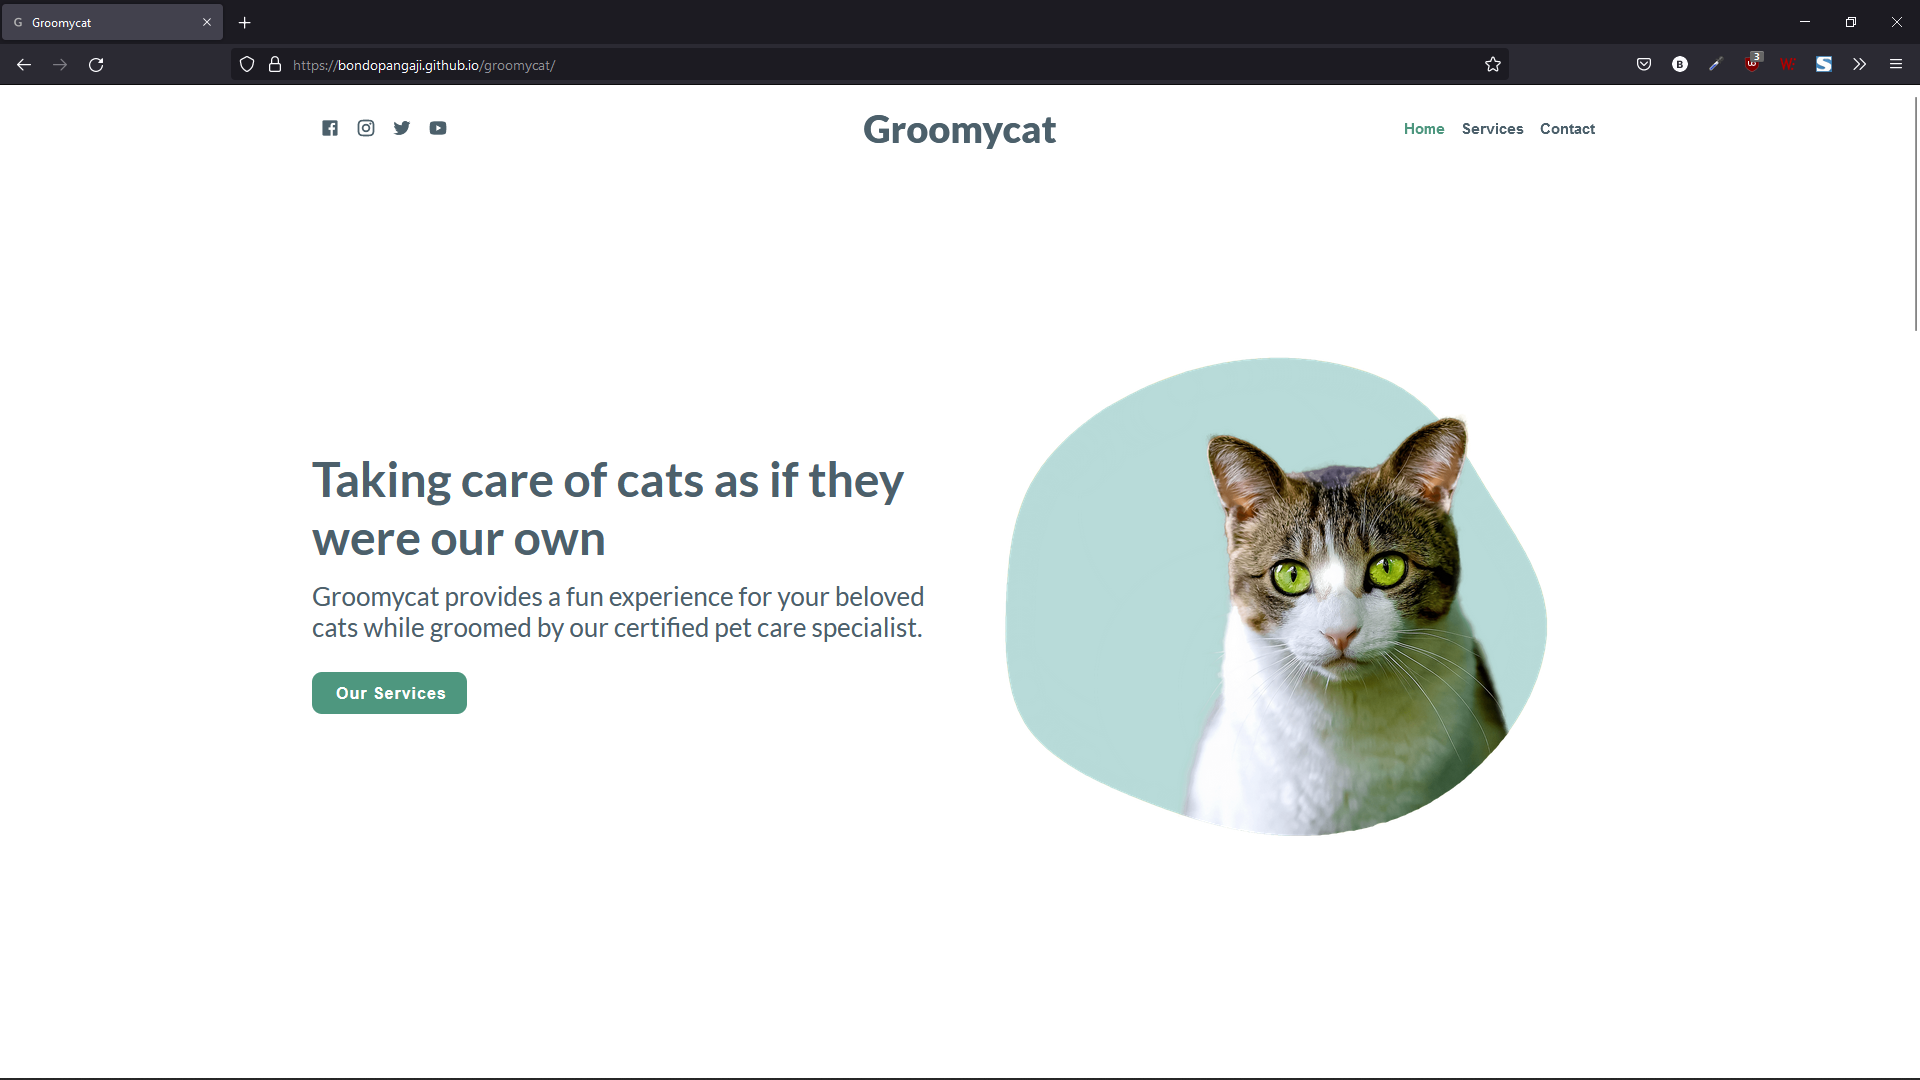 G Groomycat
https://bondopangaji.github.io/groomycat/
B
3
Groomycat
Home Services Contact
Taking care of cats as if they
were our own
Groomycat provides a fun experience for your beloved
cats while groomed by our certified pet care specialist.
Our Services